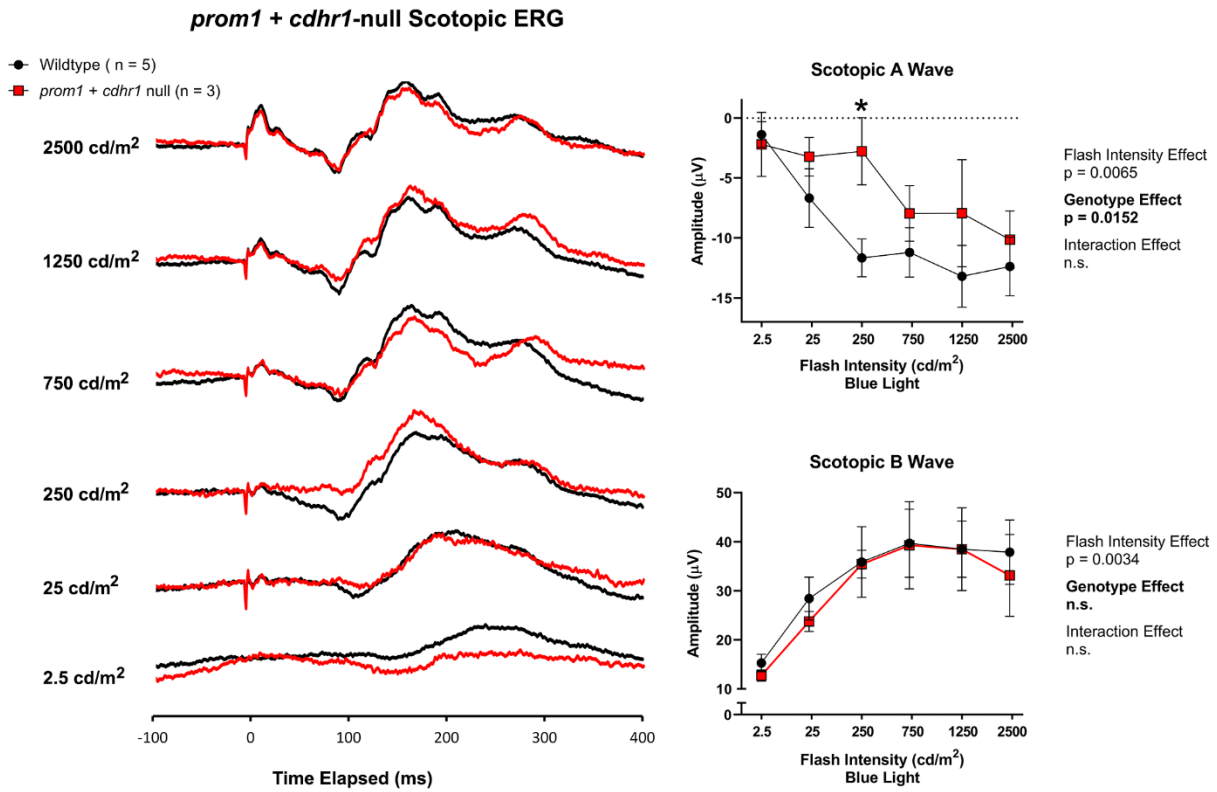 prom1 + cdhr1-null Scotopic ERG
Wildtype ( n = 5)
prom1 + cdhr1 null (n = 3)
2500 cd/m²
1250 cd/m²
750 cd/m²
250 cd/m²
25 cd/m²
2.5 cd/m²
-100 0 100 200 300 400
Time Elapsed (ms)
Scotopic A Wave
*
0
-5
-10
-15
Amplitude (µV)
2.5 25 250 750 1250 2500
Flash Intensity (cd/m²)
Blue Light
Flash Intensity Effect
p = 0.0065
Genotype Effect
p = 0.0152
Interaction Effect
n.s.
Scotopic B Wave
50
40
30
20
10
0
Amplitude (µV)
2.5 25 250 750 1250 2500
Flash Intensity (cd/m²)
Blue Light
Flash Intensity Effect
p = 0.0034
Genotype Effect
n.s.
Interaction Effect
n.s.